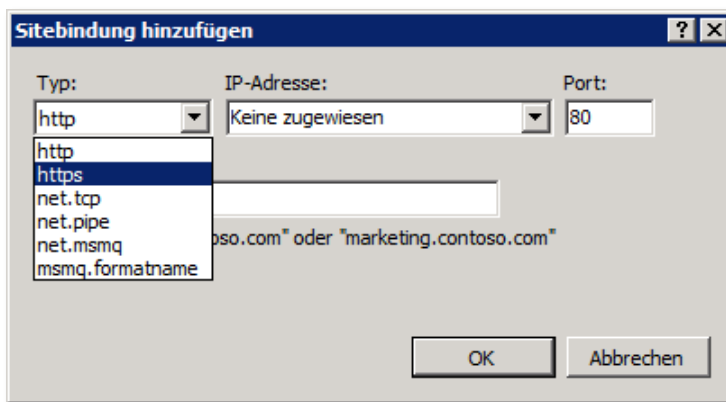 Sitebindung hinzufügen
Typ: IP-Adresse: Port:
http Keine zugewiesen 80
http
https
net.tcp
net.pipe
net.msmq
oso.com" oder "marketing.contoso.com"
msmq.formatname
OK Abbrechen